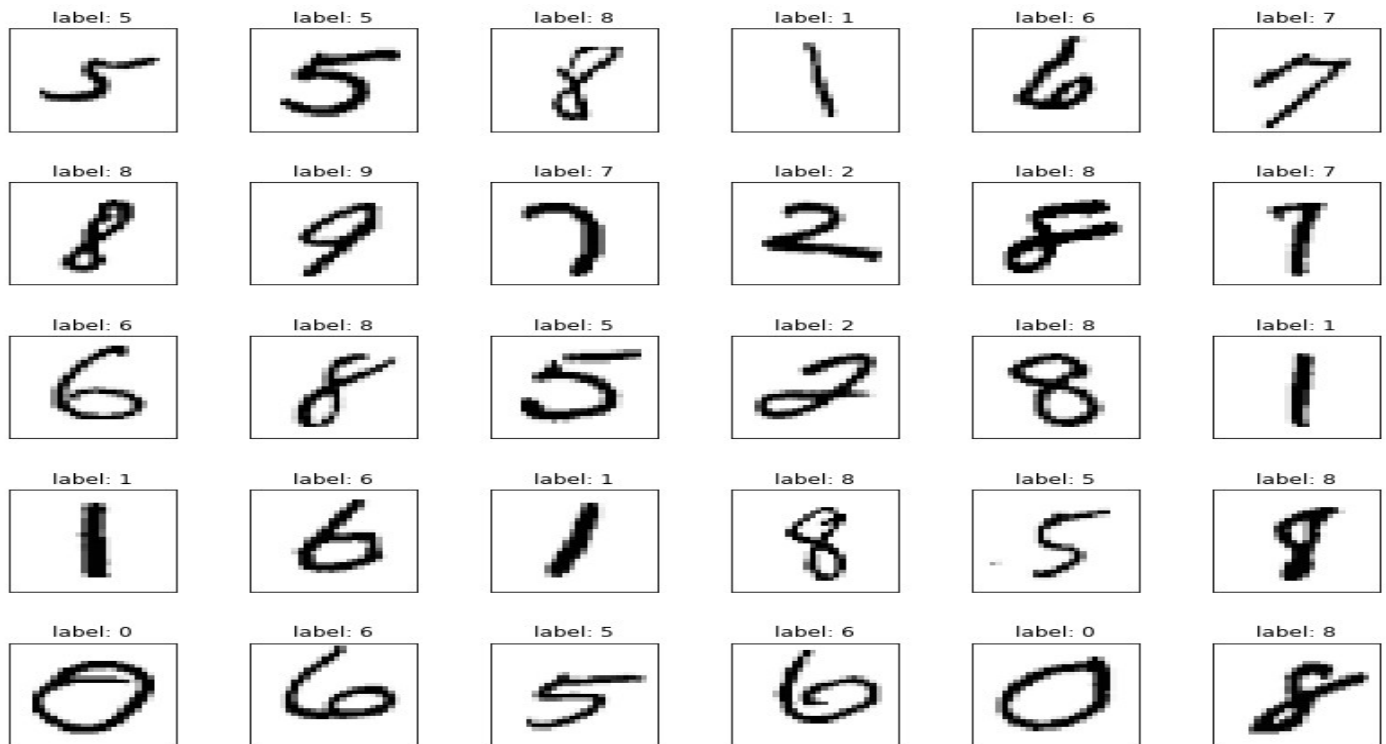 label: 5 label: 5 label: 8 label: 1 label: 6 label: 7
5 5 8 1 6 7
label: 8 label: 9 label: 7 label: 2 label: 8 label: 7
8 9 7 2 8 7
label: 6 label: 8 label: 5 label: 2 label: 8 label: 1
6 8 5 2 8 1
label: 1 label: 6 label: 1 label: 8 label: 5 label: 8
1 6 1 8 5 8
label: 0 label: 6 label: 5 label: 6 label: 0 label: 8
0 6 5 6 0 8